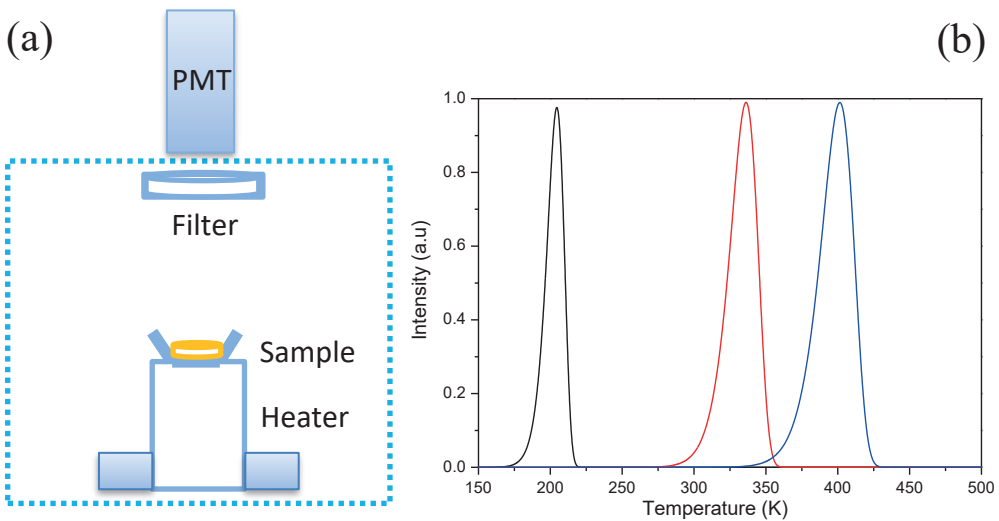 (a)
PMT
Filter
Sample
Heater
(b)
Intensity (a.u)
1.0
0.8
0.6
0.4
0.2
0.0
150 200 250 300 350 400 450 500
Temperature (K)